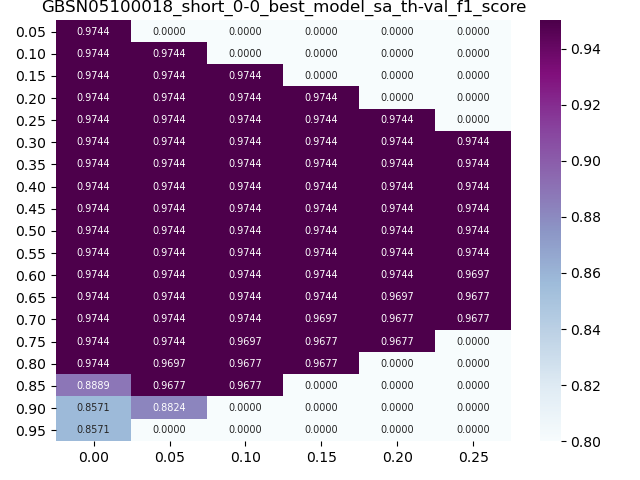 GBSN05100018_short_0-0_best_model_sa_th-val_f1_score
0.05 0.9744 0.0000 0.0000 0.0000 0.0000 0.0000
0.10 0.9744 0.9744 0.0000 0.0000 0.0000 0.0000
0.15 0.9744 0.9744 0.9744 0.0000 0.0000 0.0000
0.20 0.9744 0.9744 0.9744 0.9744 0.0000 0.0000
0.25 0.9744 0.9744 0.9744 0.9744 0.9744 0.0000
0.30 0.9744 0.9744 0.9744 0.9744 0.9744 0.9744
0.35 0.9744 0.9744 0.9744 0.9744 0.9744 0.9744
0.40 0.9744 0.9744 0.9744 0.9744 0.9744 0.9744
0.45 0.9744 0.9744 0.9744 0.9744 0.9744 0.9744
0.50 0.9744 0.9744 0.9744 0.9744 0.9744 0.9744
0.55 0.9744 0.9744 0.9744 0.9744 0.9744 0.9744
0.60 0.9744 0.9744 0.9744 0.9744 0.9744 0.9697
0.65 0.9744 0.9744 0.9744 0.9744 0.9697 0.9677
0.70 0.9744 0.9744 0.9744 0.9697 0.9677 0.9677
0.75 0.9744 0.9744 0.9697 0.9677 0.9677 0.0000
0.80 0.9744 0.9697 0.9677 0.9677 0.0000 0.0000
0.85 0.8889 0.9677 0.9677 0.0000 0.0000 0.0000
0.90 0.8571 0.8824 0.0000 0.0000 0.0000 0.0000
0.95 0.8571 0.0000 0.0000 0.0000 0.0000 0.0000
0.00 0.05 0.10 0.15 0.20 0.25
0.94
0.92
0.90
0.88
0.86
0.84
0.82
0.80